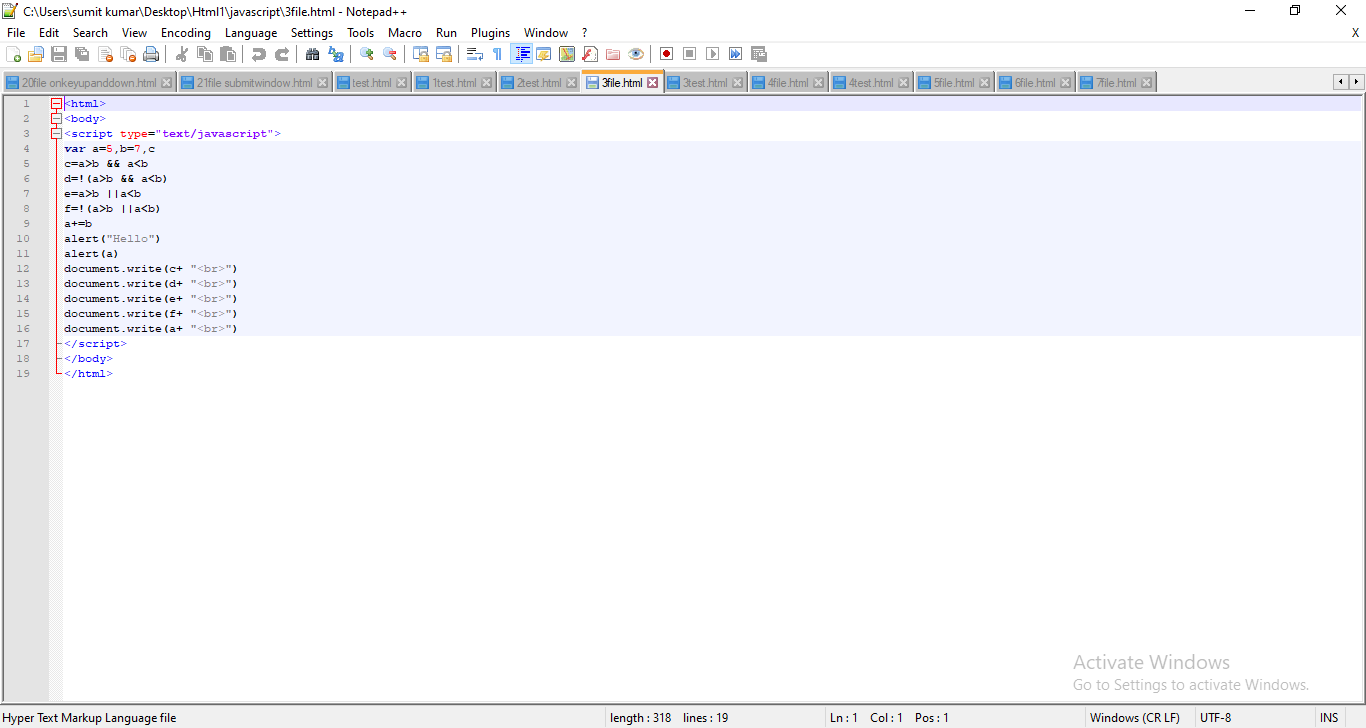 C:\Users\sumit kumar\Desktop\Html1\javascript\3file.html - Notepad++
File Edit Search View Encoding Language Settings Tools Macro Run Plugins Window ? X
20file onkeyupanddown.html 21file submitwindow.html test.html 1test.html 2test.html 3file.html 3test.html 4file.html 4test.html 5file.html 6file.html 7file.html
1 <html>
2 <body>
3 <script type="text/javascript">
4 var a=5,b=7,c
5 c=a>b && a<b
6 d=!(a>b && a<b)
7 e=a>b ||a<b
8 f=!(a>b ||a<b)
9 a+=b
10 alert("Hello")
11 alert(a)
12 document.write(c+ "<br>")
13 document.write(d+ "<br>")
14 document.write(e+ "<br>")
15 document.write(f+ "<br>")
16 document.write(a+ "<br>")
17 </script>
18 </body>
19 </html>
Activate Windows
Go to Settings to activate Windows.
Hyper Text Markup Language file length : 318 lines : 19 Ln : 1 Col : 1 Pos : 1 Windows (CR LF) UTF-8 INS